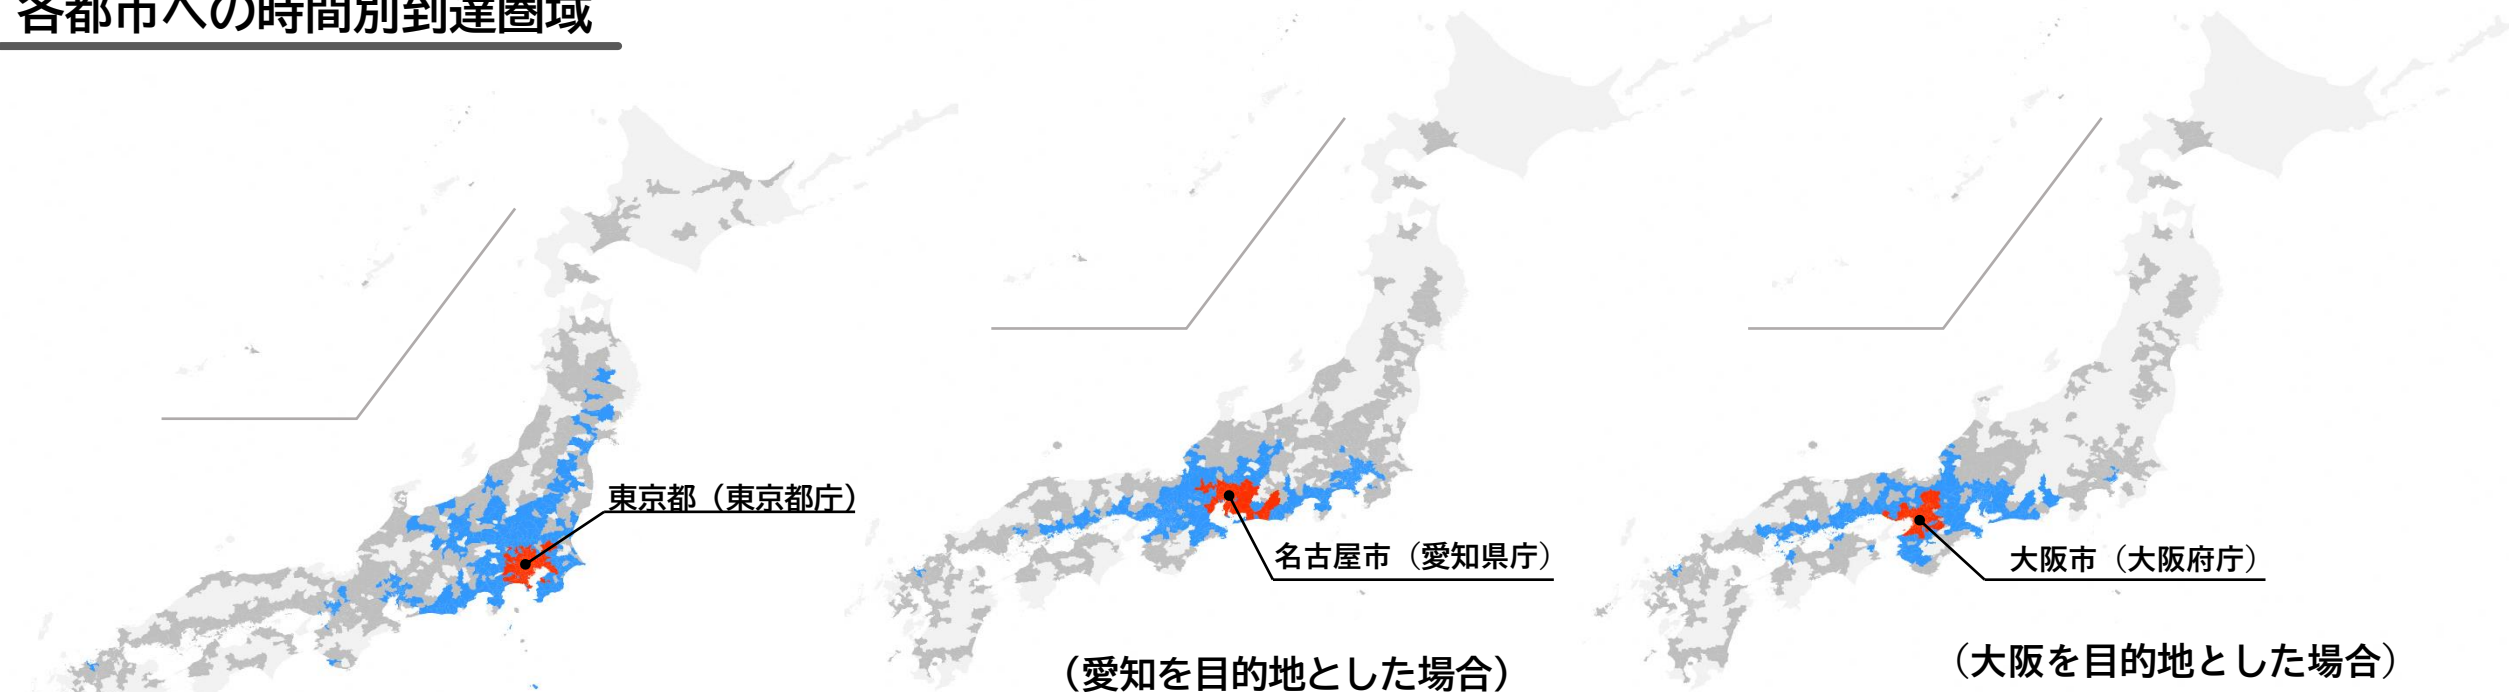 各都市への時間別到達圏域
東京都（東京都庁）
名古屋市（愛知県庁）
大阪市（大阪府庁）
（愛知を目的地とした場合）
（大阪を目的地とした場合）